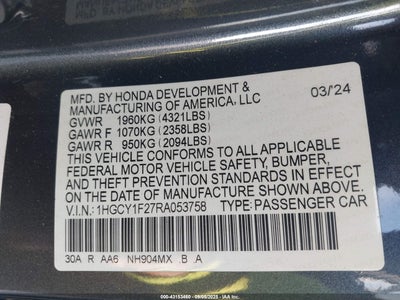 MFD. BY HONDA DEVELOPMENT & 03/24
MANUFACTURING OF AMERICA, LLC
GVWR 1960KG (4321LBS)
GAWR F 1070KG (2358LBS)
GAWR R 950KG (2094LBS)
THIS VEHICLE CONFORMS TO ALL APPLICABLE
FEDERAL MOTOR VEHICLE SAFETY, BUMPER,
AND THEFT PREVENTION STANDARDS IN EFFECT
ON THE DATE OF MANUFACTURE SHOWN ABOVE.
V.I.N.: 1HGCY1F27RA053758 TYPE: PASSENGER CAR
30A R AA6 NH904MX B A